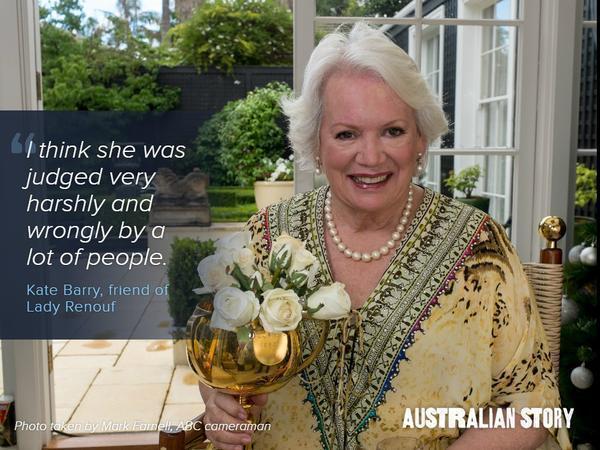 “I think she was
judged very
harshly and
wrongly by a
lot of people.
Kate Barry, friend of
Lady Renouf
Photo taken by Mark Farnell, ABC cameraman
AUSTRALIAN STORY